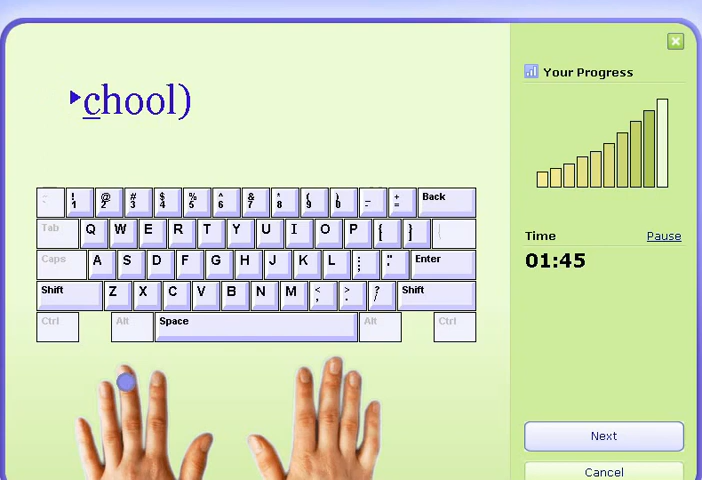 chool)
Your Progress
! @ # $ % ^ & * ( ) _ + Back
1 2 3 4 5 6 7 8 9 0 - =
Tab Q W E R T Y U I O P { }
Caps A S D F G H J K L : " Enter
; '
Shift Z X C V B N M < > ? Shift
, . /
Ctrl Alt Space Alt Ctrl
Time Pause
01:45
Next
Cancel